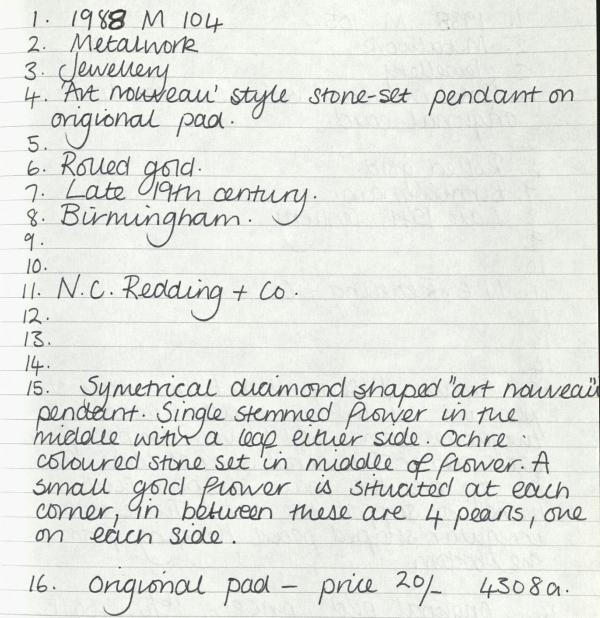 1. 1988 M 104
2. Metalwork
3. Jewellery
4. 'Art nouveau' style stone-set pendant on
origional pad.
5.
6. Rolled gold.
7. Late 19th century.
8. Birmingham.
9.
10.
11. N.C. Redding + Co.
12.
13.
14.
15. Symetrical diamond shaped "art nouveau"
pendant. Single stemmed flower in the
middle with a leaf either side. Ochre
coloured stone set in middle of flower. A
small gold flower is situated at each
corner, in between these are 4 pearls, one
on each side.
16. Origional pad - price 20/- 4308a.